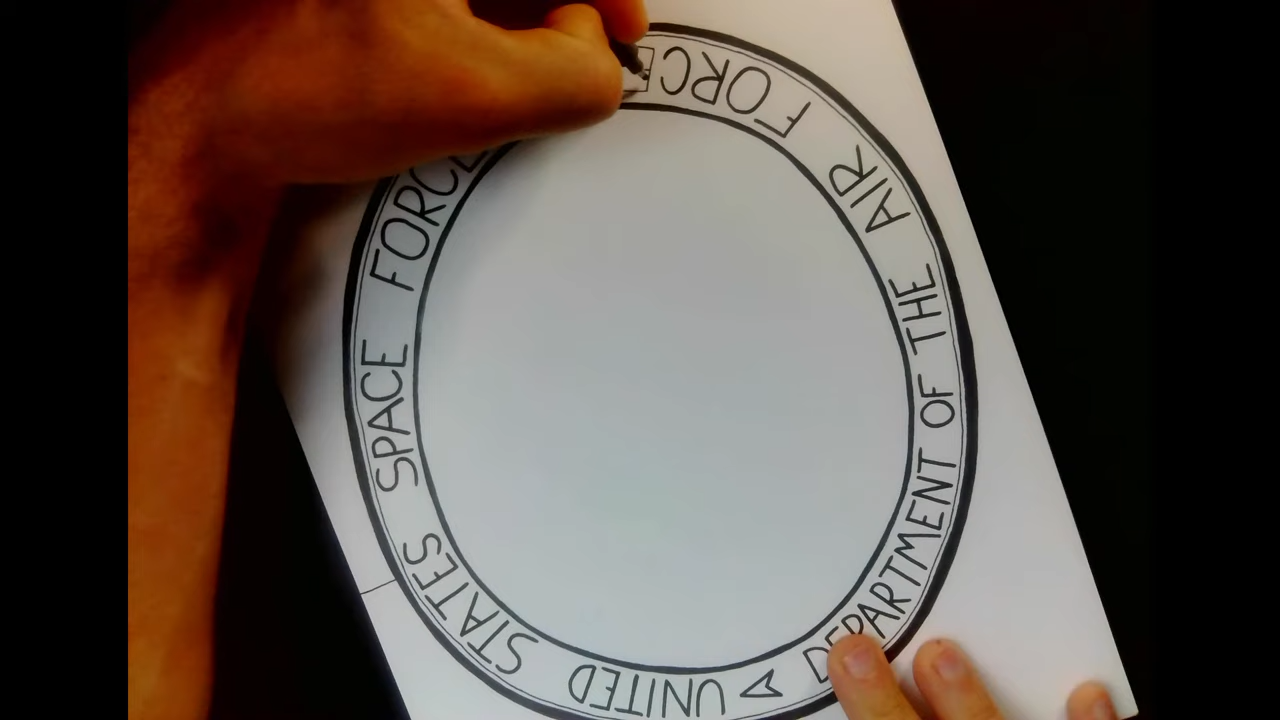 DEPARTMENT OF THE AIR FORCE
UNITED STATES SPACE FORCE